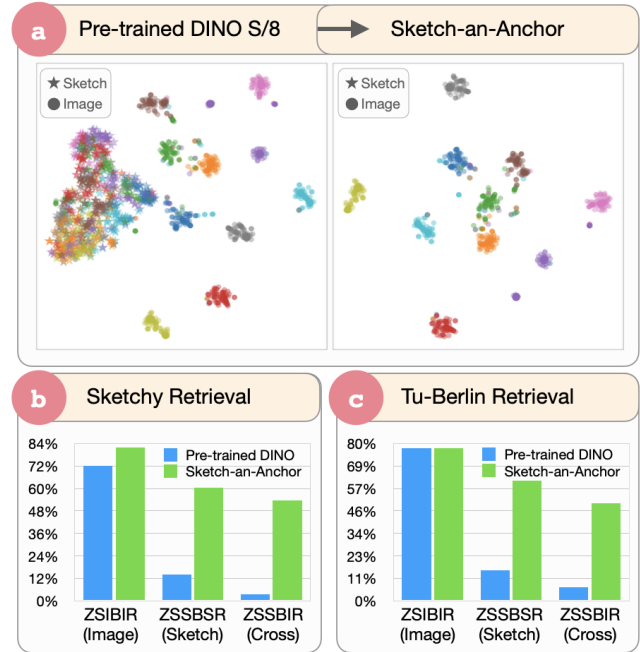 a
Pre-trained DINO S/8
Sketch-an-Anchor
Sketch
Image
Sketch
Image
b
Sketchy Retrieval
84%
72%
60%
48%
36%
24%
12%
0%
Pre-trained DINO
Sketch-an-Anchor
ZSIBIR
(Image)
ZSSBSR
(Sketch)
ZSSBIR
(Cross)
c
Tu-Berlin Retrieval
80%
69%
57%
46%
34%
23%
11%
0%
Pre-trained DINO
Sketch-an-Anchor
ZSIBIR
(Image)
ZSSBSR
(Sketch)
ZSSBIR
(Cross)